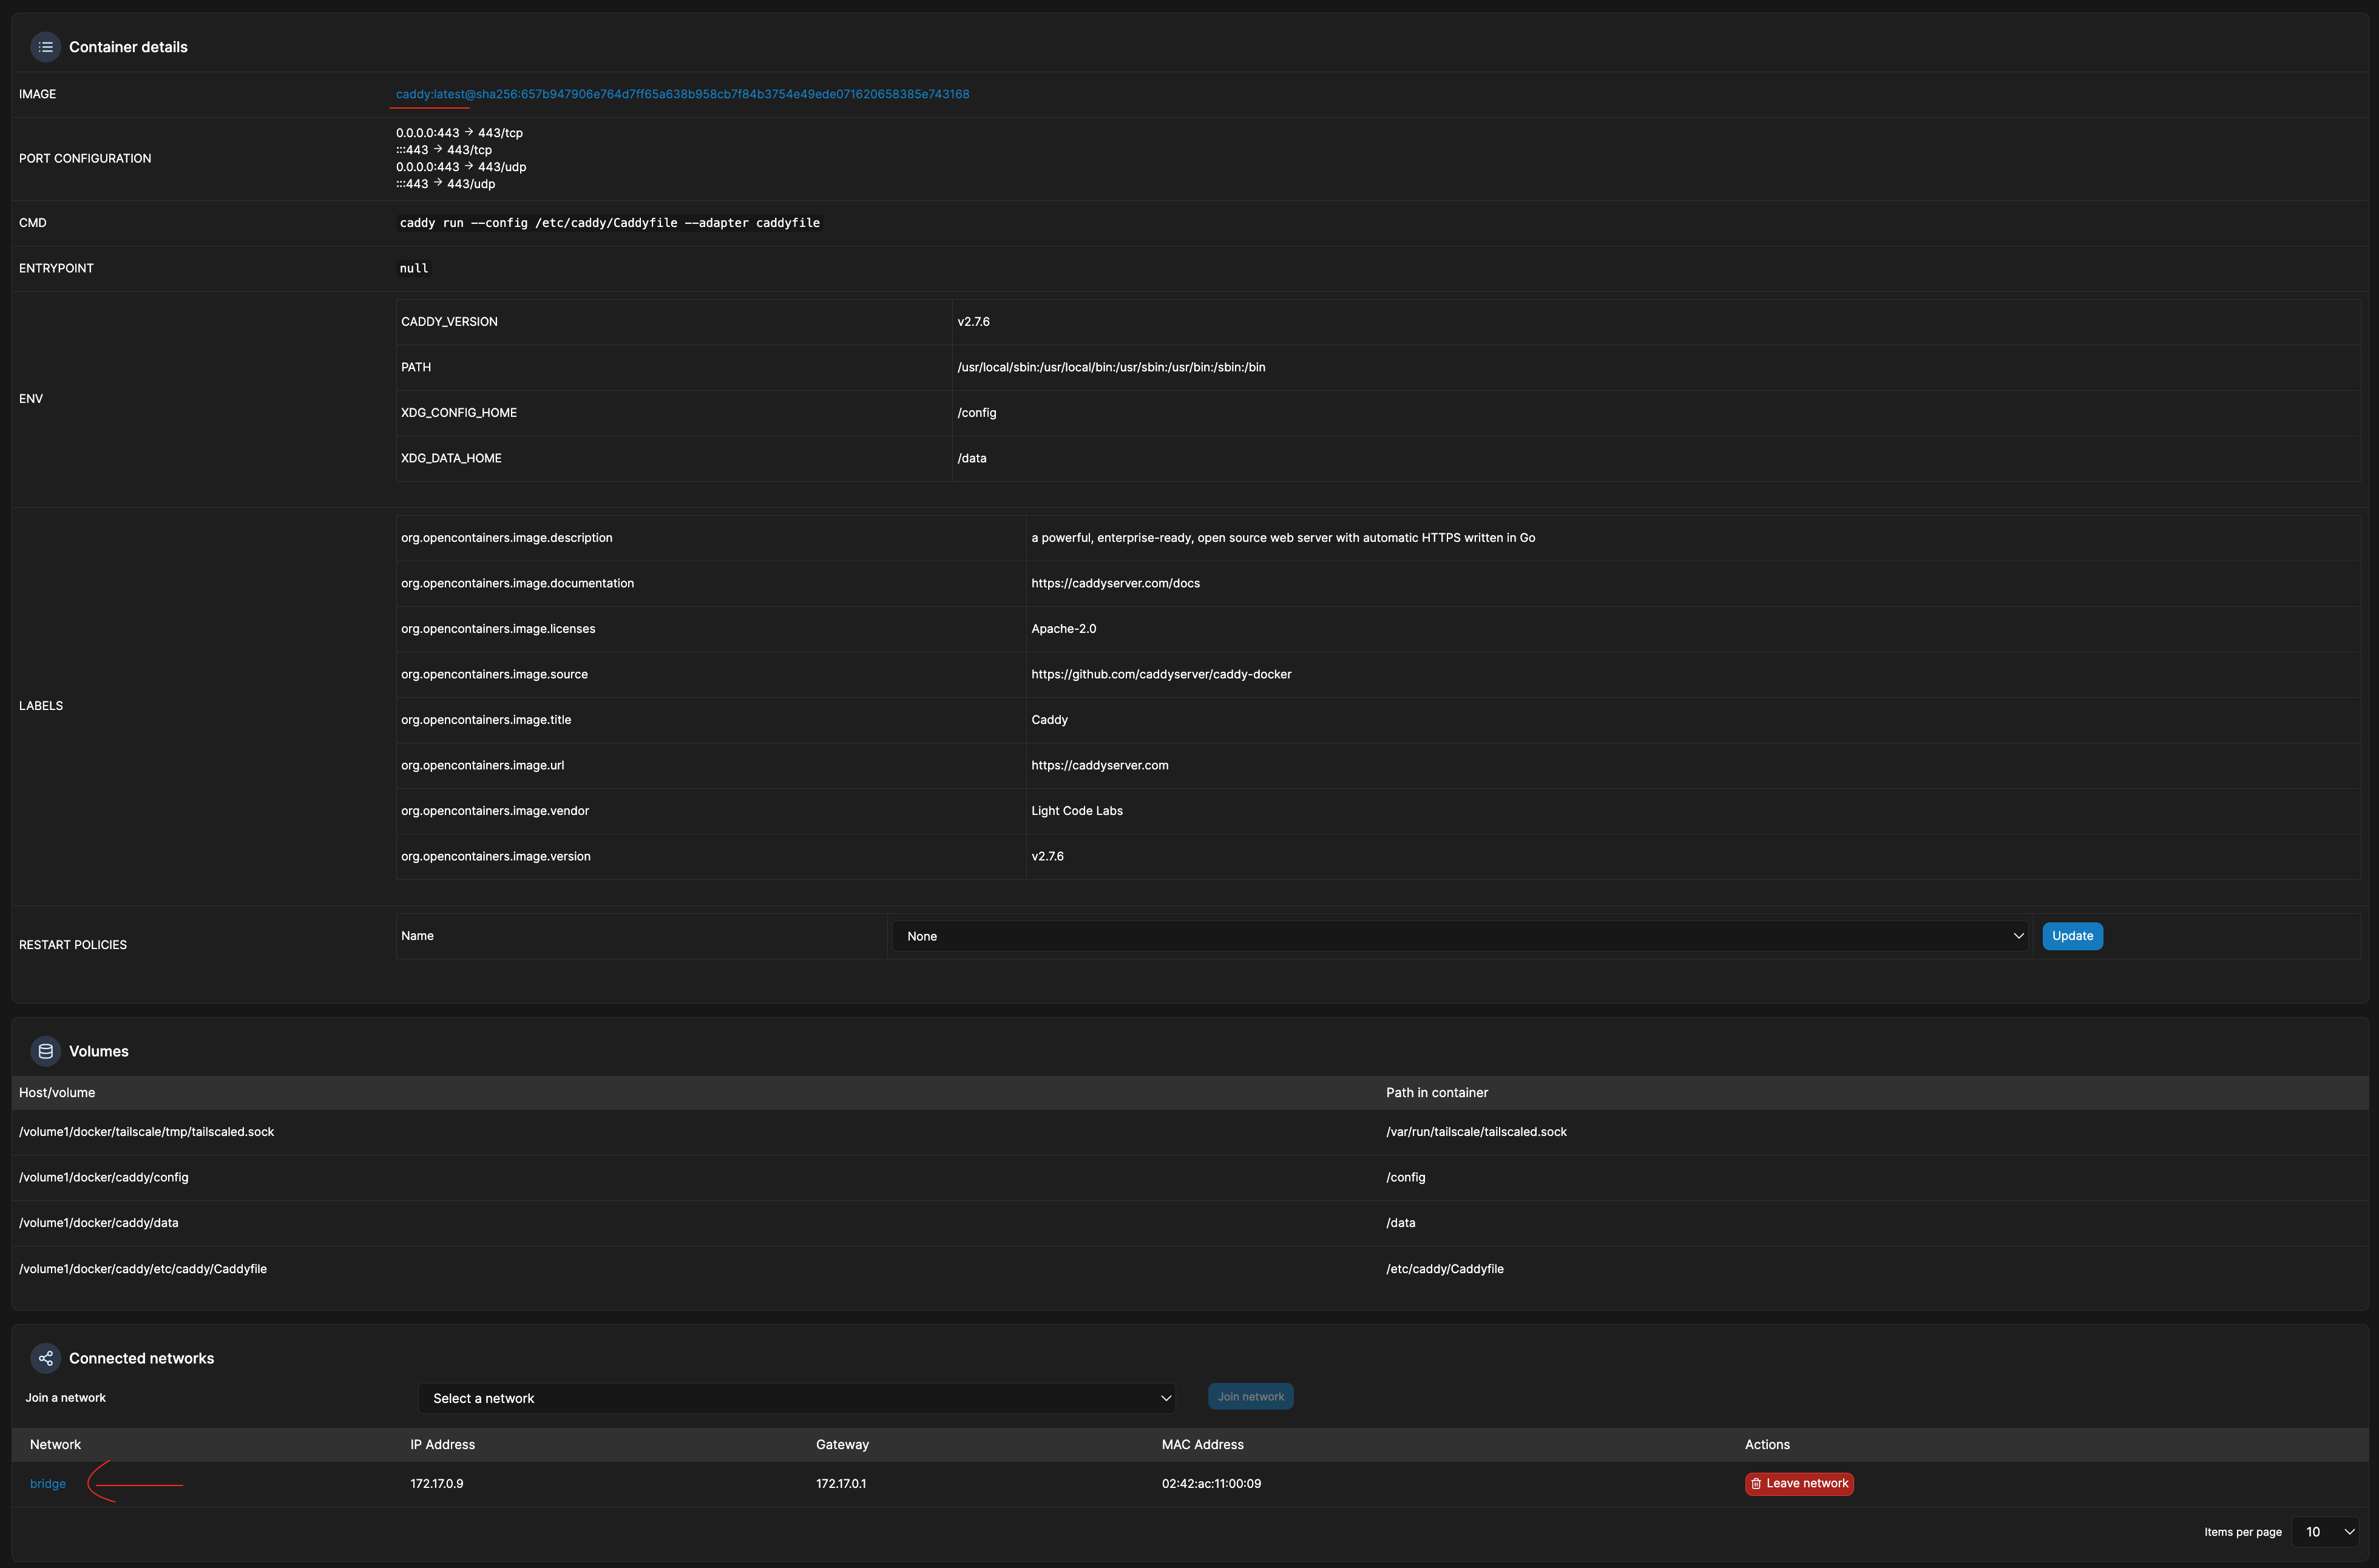 Container details
IMAGE
caddy:latest@sha256:657b947906e764d7ff65a638b958cb7f84b3754e49ede071620658385e743168
PORT CONFIGURATION
0.0.0.0:443 → 443/tcp
:::443 → 443/tcp
0.0.0.0:443 → 443/udp
:::443 → 443/udp
CMD
caddy run --config /etc/caddy/Caddyfile --adapter caddyfile
ENTRYPOINT
null
ENV
CADDY_VERSION v2.7.6
PATH /usr/local/sbin:/usr/local/bin:/usr/sbin:/usr/bin:/sbin:/bin
XDG_CONFIG_HOME /config
XDG_DATA_HOME /data
LABELS
org.opencontainers.image.description a powerful, enterprise-ready, open source web server with automatic HTTPS written in Go
org.opencontainers.image.documentation https://caddyserver.com/docs
org.opencontainers.image.licenses Apache-2.0
org.opencontainers.image.source https://github.com/caddyserver/caddy-docker
org.opencontainers.image.title Caddy
org.opencontainers.image.url https://caddyserver.com
org.opencontainers.image.vendor Light Code Labs
org.opencontainers.image.version v2.7.6
RESTART POLICIES
Name None Update
Volumes
Host/volume Path in container
/volume1/docker/tailscale/tmp/tailscaled.sock /var/run/tailscale/tailscaled.sock
/volume1/docker/caddy/config /config
/volume1/docker/caddy/data /data
/volume1/docker/caddy/etc/caddy/Caddyfile /etc/caddy/Caddyfile
Connected networks
Join a network Select a network Join network
Network IP Address Gateway MAC Address Actions
bridge 172.17.0.9 172.17.0.1 02:42:ac:11:00:09 Leave network
Items per page 10